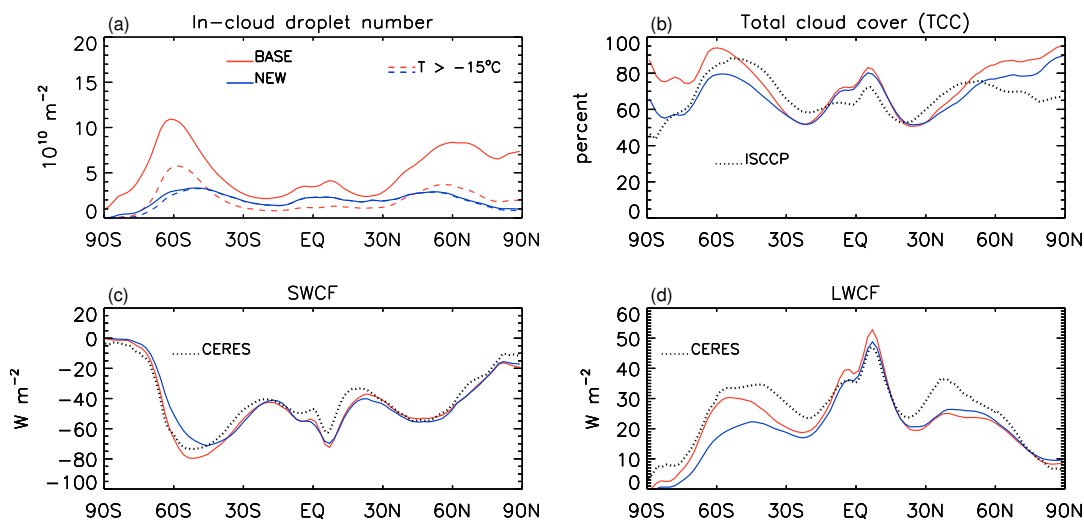 (a) In-cloud droplet number
20
15
10
5
0
10¹⁰ m⁻²
BASE
NEW
T > −15°C
90S 60S 30S EQ 30N 60N 90N
(b) Total cloud cover (TCC)
100
80
60
40
20
0
percent
ISCCP
90S 60S 30S EQ 30N 60N 90N
(c) SWCF
20
0
−20
−40
−60
−80
−100
W m⁻²
CERES
90S 60S 30S EQ 30N 60N 90N
(d) LWCF
60
50
40
30
20
10
0
W m⁻²
CERES
90S 60S 30S EQ 30N 60N 90N